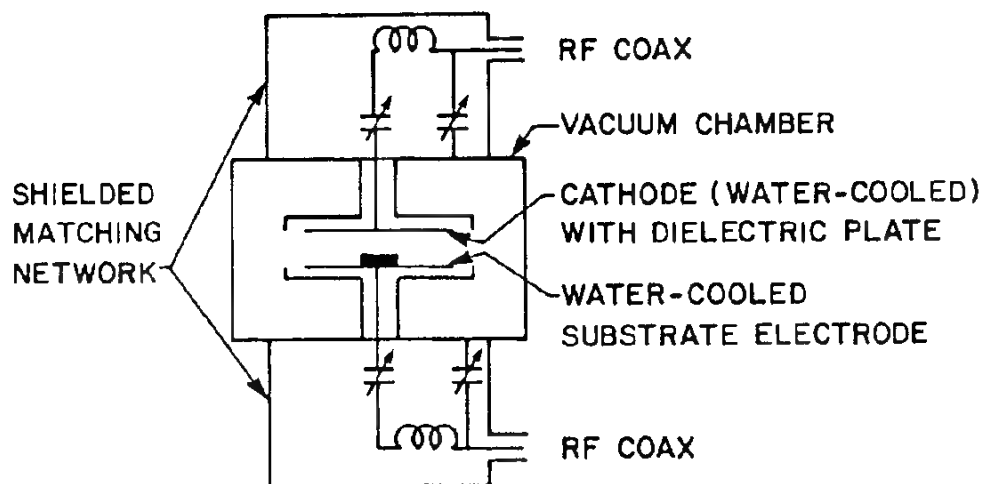 RF COAX
VACUUM CHAMBER
SHIELDED
MATCHING
NETWORK
CATHODE (WATER-COOLED)
WITH DIELECTRIC PLATE
WATER-COOLED
SUBSTRATE ELECTRODE
RF COAX